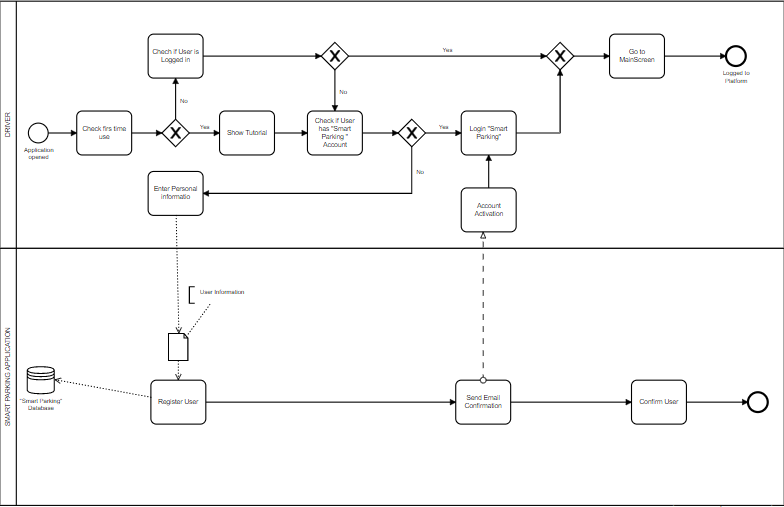 DRIVER
Check if User is
Logged in
Yes
Go to
MainScreen
Logged to
Platform
No
No
Application
opened
Check firs time
use
Yes
Show Tutorial
Check if User
has "Smart
Parking "
Account
Yes
Login "Smart
Parking"
No
Enter Personal
informatio
Account
Activation
SMART PARKING APPLICATION
User Information
"Smart Parking"
Database
Register User
Send Email
Confirmation
Confirm User